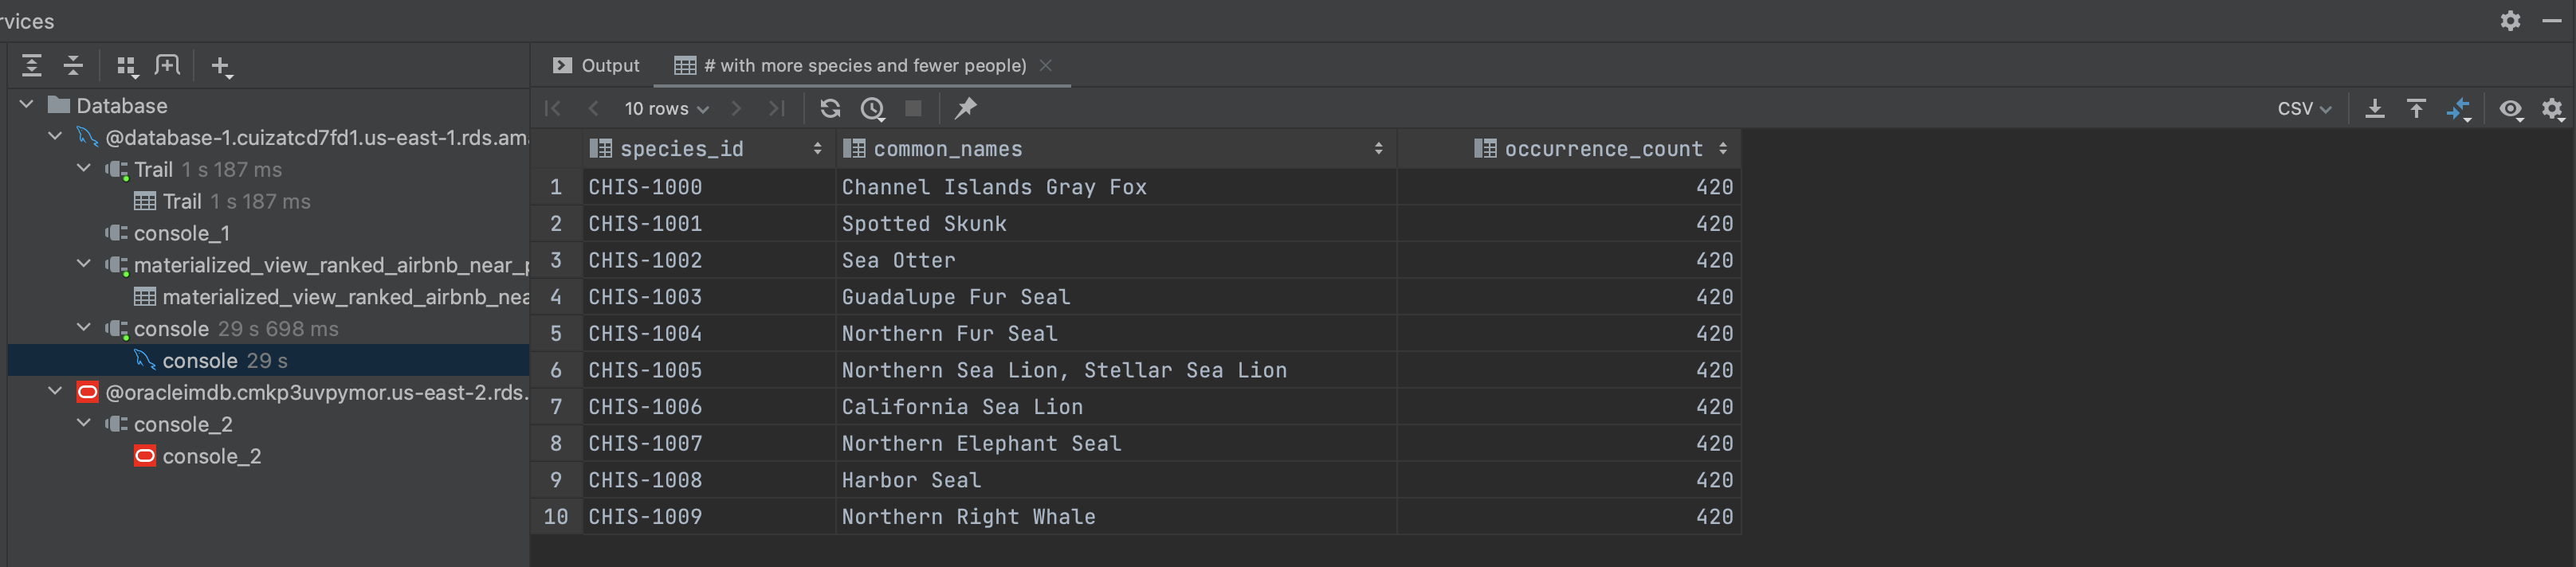 rvices
Output # with more species and fewer people)
10 rows CSV
Database
@database-1.cuizatcd7fd1.us-east-1.rds.am
Trail 1 s 187 ms
Trail 1 s 187 ms
console_1
materialized_view_ranked_airbnb_near_p
materialized_view_ranked_airbnb_nea
console 29 s 698 ms
console 29 s
@oracleimdb.cmkp3uvpymor.us-east-2.rds.
console_2
console_2
species_id common_names occurrence_count
1 CHIS-1000 Channel Islands Gray Fox 420
2 CHIS-1001 Spotted Skunk 420
3 CHIS-1002 Sea Otter 420
4 CHIS-1003 Guadalupe Fur Seal 420
5 CHIS-1004 Northern Fur Seal 420
6 CHIS-1005 Northern Sea Lion, Stellar Sea Lion 420
7 CHIS-1006 California Sea Lion 420
8 CHIS-1007 Northern Elephant Seal 420
9 CHIS-1008 Harbor Seal 420
10 CHIS-1009 Northern Right Whale 420